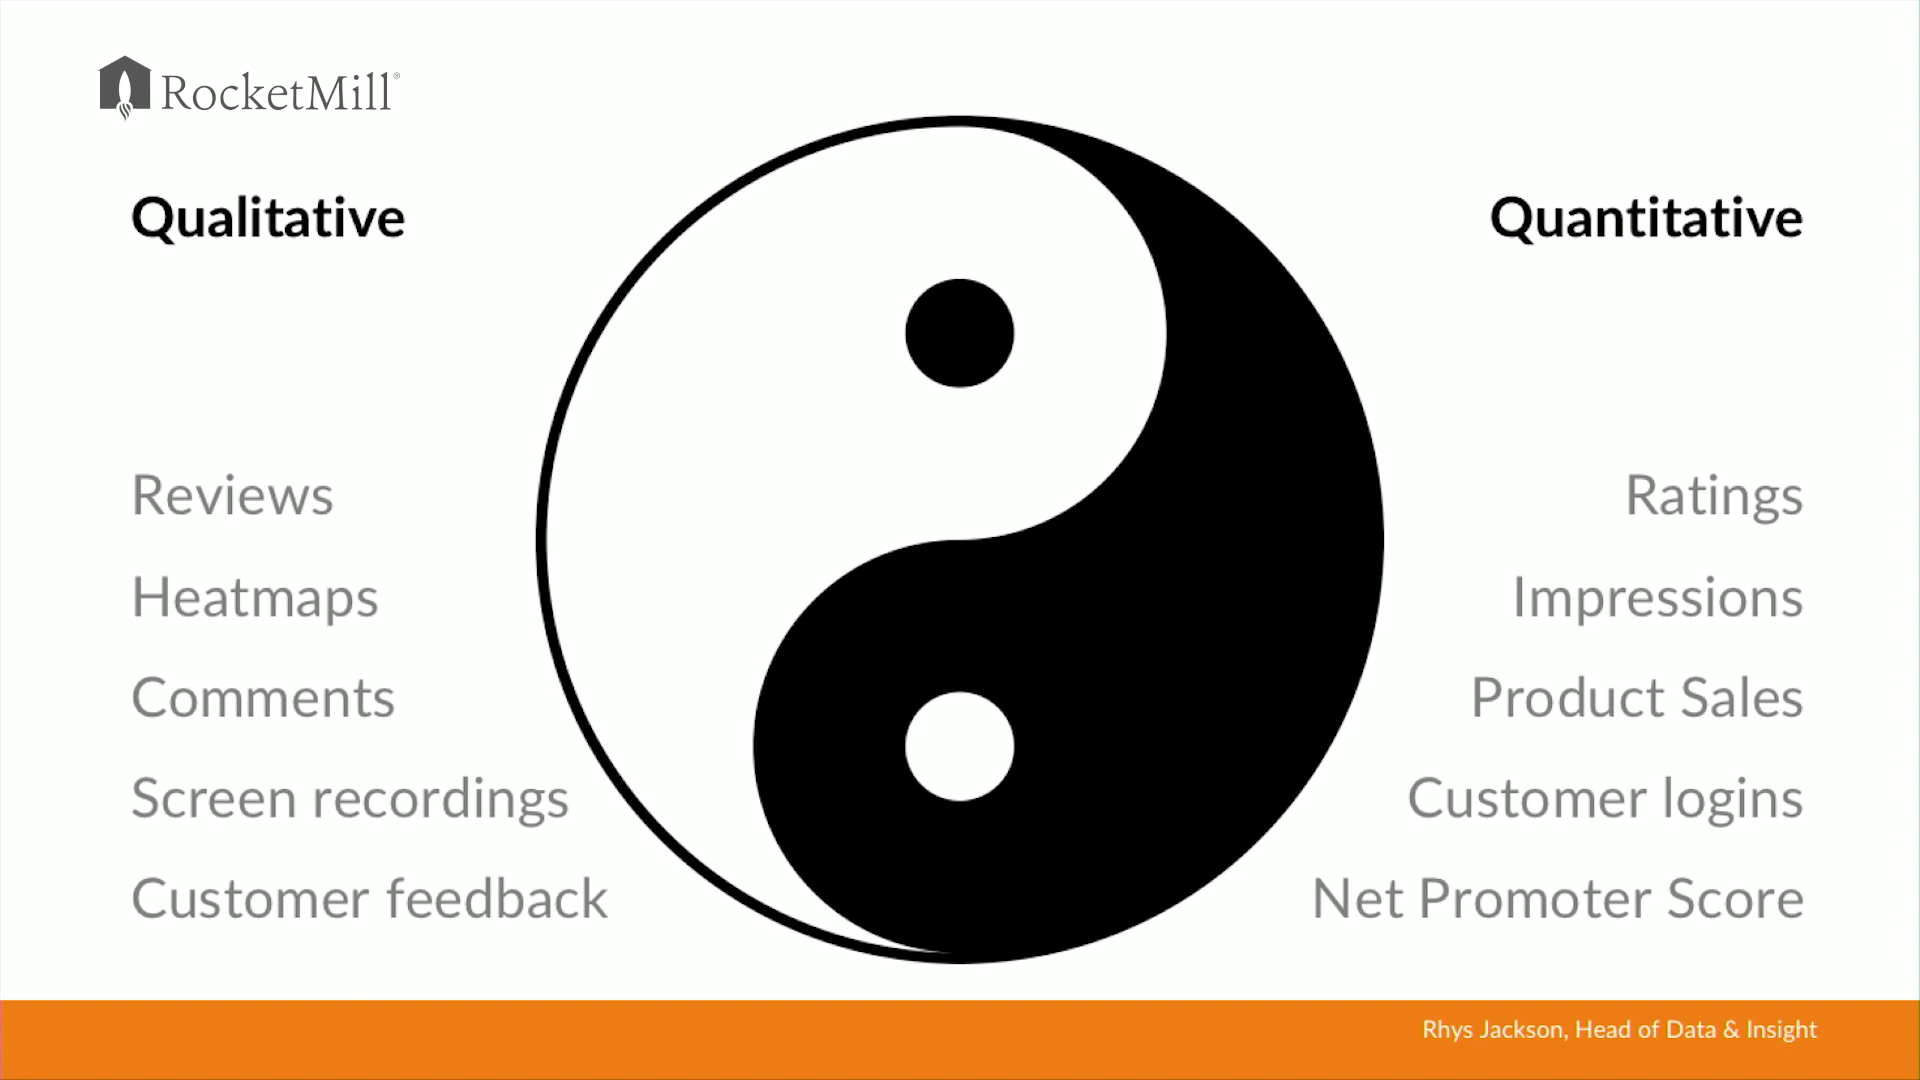 RocketMill®
Qualitative
Quantitative
Reviews
Heatmaps
Comments
Screen recordings
Customer feedback
Ratings
Impressions
Product Sales
Customer logins
Net Promoter Score
Rhys Jackson, Head of Data & Insight